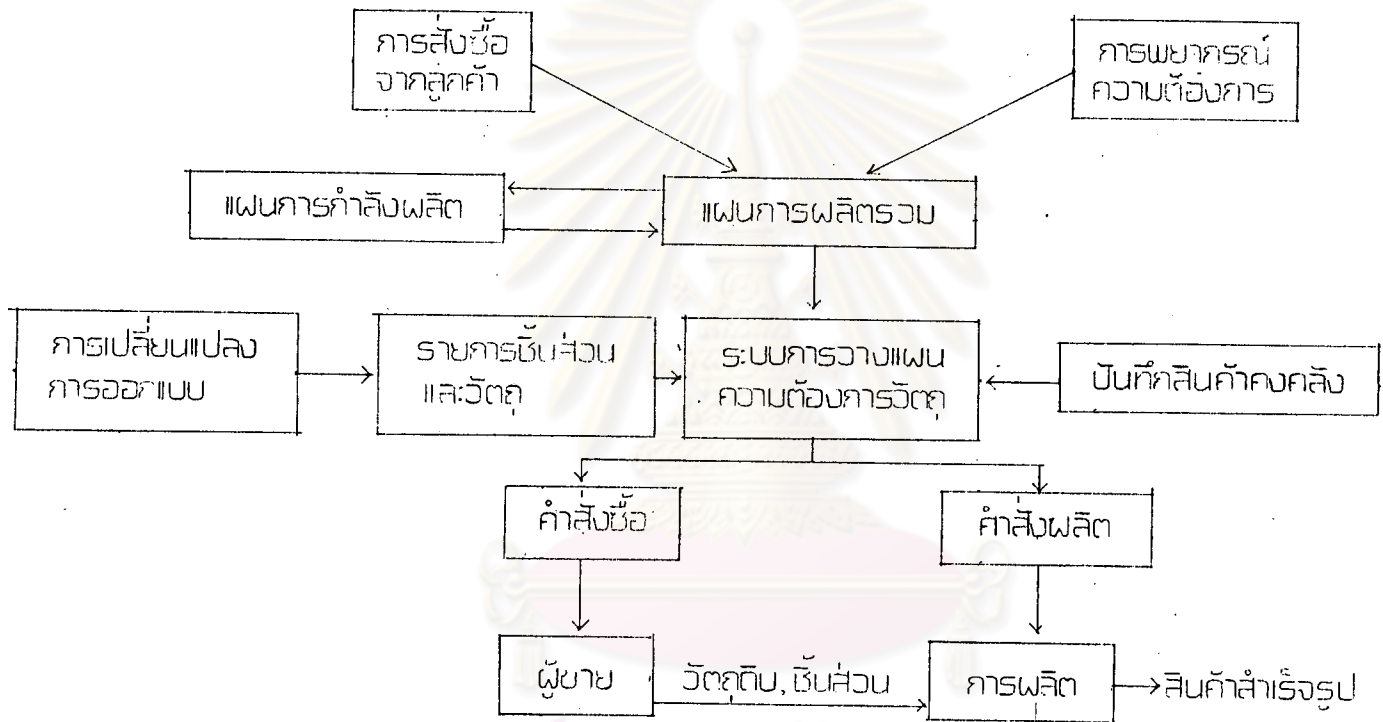 การสั่งซื้อ
จากลูกค้า
การพยากรณ์
ความต้องการ
แผนการกำลังผลิต
แผนการผลิตรวม
การเปลี่ยนแปลง
การออกแบบ
รายการชิ้นส่วน
และวัตถุ
ระบบการวางแผน
ความต้องการวัตถุ
บันทึกสินค้าคงคลัง
คำสั่งซื้อ
คำสั่งผลิต
ผู้ขาย
วัตถุดิบ, ชิ้นส่วน
การผลิต
สินค้าสำเร็จรูป